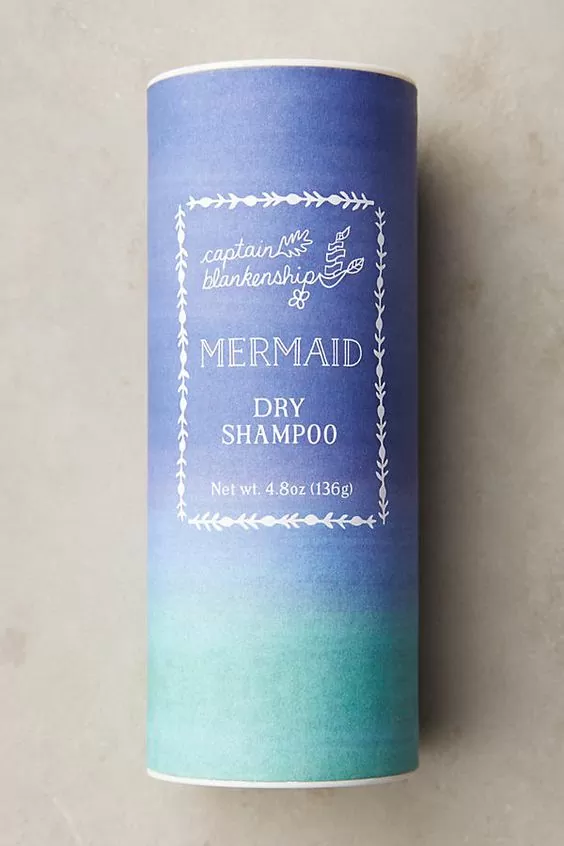 captain
blankenship
MERMAID
DRY
SHAMPOO
Net wt. 4.8oz (136g)